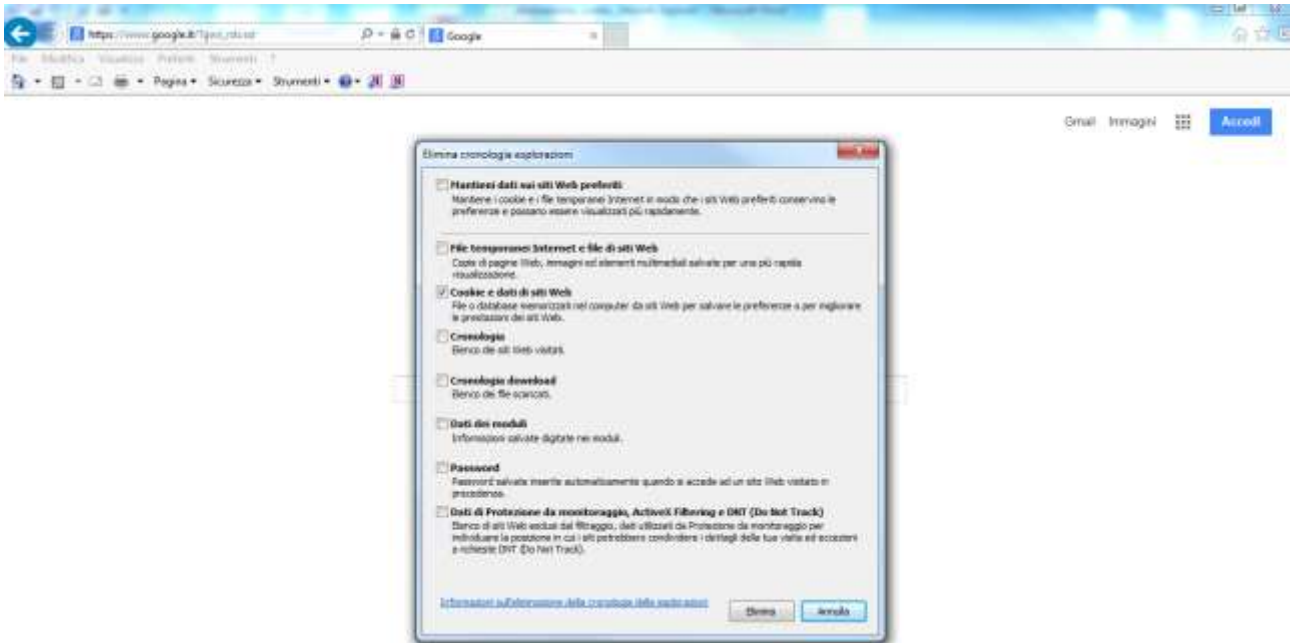 Google
Pagina Sicurezza Strumenti
Gmail Immagini Accedi
Elimina cronologia esplorazioni
Mantieni dati sui siti Web preferiti
Mantiene i cookie e i file temporanei Internet in modo che i siti Web preferiti conservino le
preferenze e possano essere visualizzati più rapidamente.
File temporanei Internet e file di siti Web
Copie di pagine Web, immagini ed elementi multimediali salvate per una più rapida
visualizzazione.
Cookie e dati di siti Web
File o database memorizzati nel computer da siti Web per salvare le preferenze o per migliorare
le prestazioni dei siti Web.
Cronologia
Elenco dei siti Web visitati.
Cronologia download
Elenco dei file scaricati.
Dati dei moduli
Informazioni salvate digitate nei moduli.
Password
Password salvate inserite automaticamente quando si accede ad un sito Web visitato in
precedenza.
Dati di Protezione da monitoraggio, ActiveX Filtering e DNT (Do Not Track)
Elenco di siti Web esclusi dal filtraggio, dati utilizzati da Protezione da monitoraggio per
individuare la posizione in cui i siti potrebbero condividere i dettagli della tua visita ed eccezioni
a richieste DNT (Do Not Track).
Informazioni sull'eliminazione della cronologia delle esplorazioni
Elimina Annulla